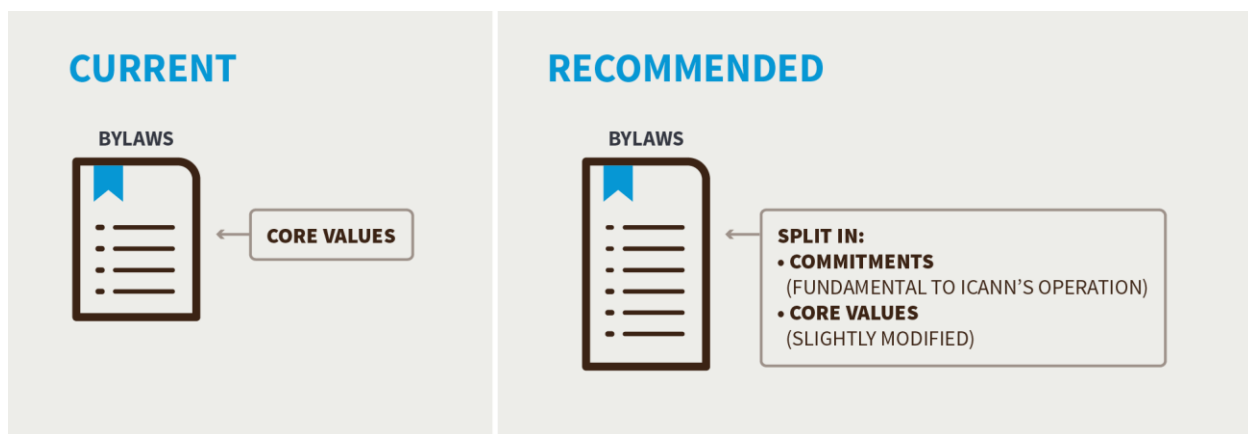 CURRENT
BYLAWS
CORE VALUES
RECOMMENDED
BYLAWS
SPLIT IN:
• COMMITMENTS
(FUNDAMENTAL TO ICANN’S OPERATION)
• CORE VALUES
(SLIGHTLY MODIFIED)